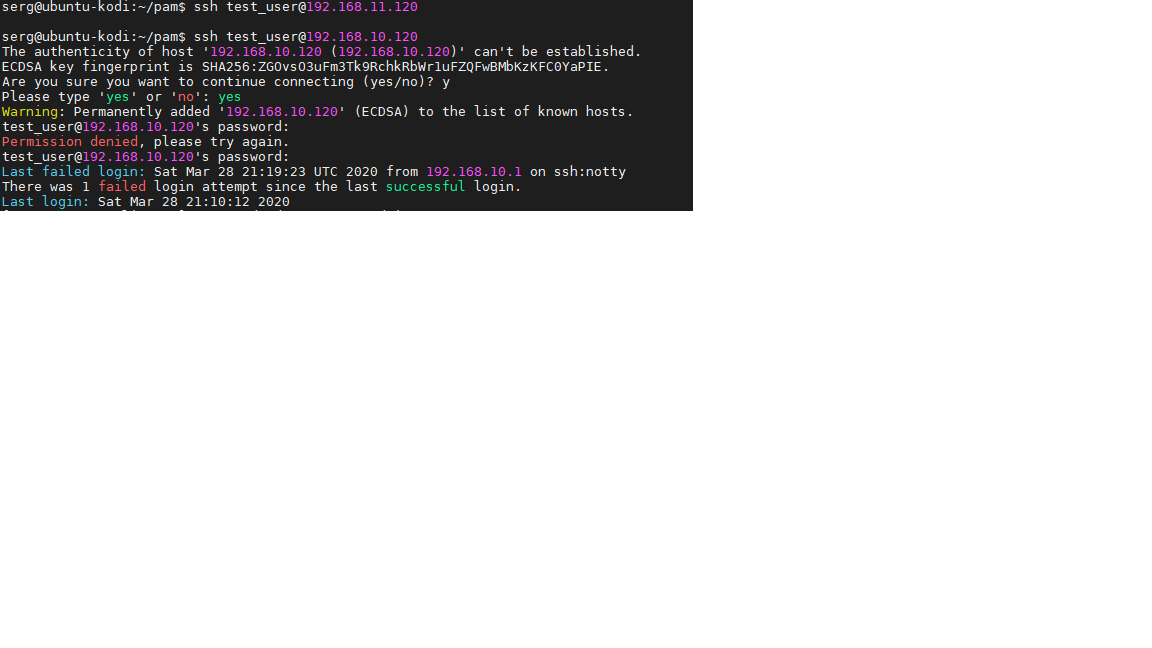 serg@ubuntu-kodi:~/pam$ ssh test_user@192.168.11.120
serg@ubuntu-kodi:~/pam$ ssh test_user@192.168.10.120
The authenticity of host '192.168.10.120 (192.168.10.120)' can't be established.
ECDSA key fingerprint is SHA256:ZGOvsO3uFm3Tk9RchkRbWr1uFZQFwBMbKzKFC0YaPIE.
Are you sure you want to continue connecting (yes/no)? y
Please type 'yes' or 'no': yes
Warning: Permanently added '192.168.10.120' (ECDSA) to the list of known hosts.
test_user@192.168.10.120's password:
Permission denied, please try again.
test_user@192.168.10.120's password:
Last failed login: Sat Mar 28 21:19:23 UTC 2020 from 192.168.10.1 on ssh:notty
There was 1 failed login attempt since the last successful login.
Last login: Sat Mar 28 21:10:12 2020